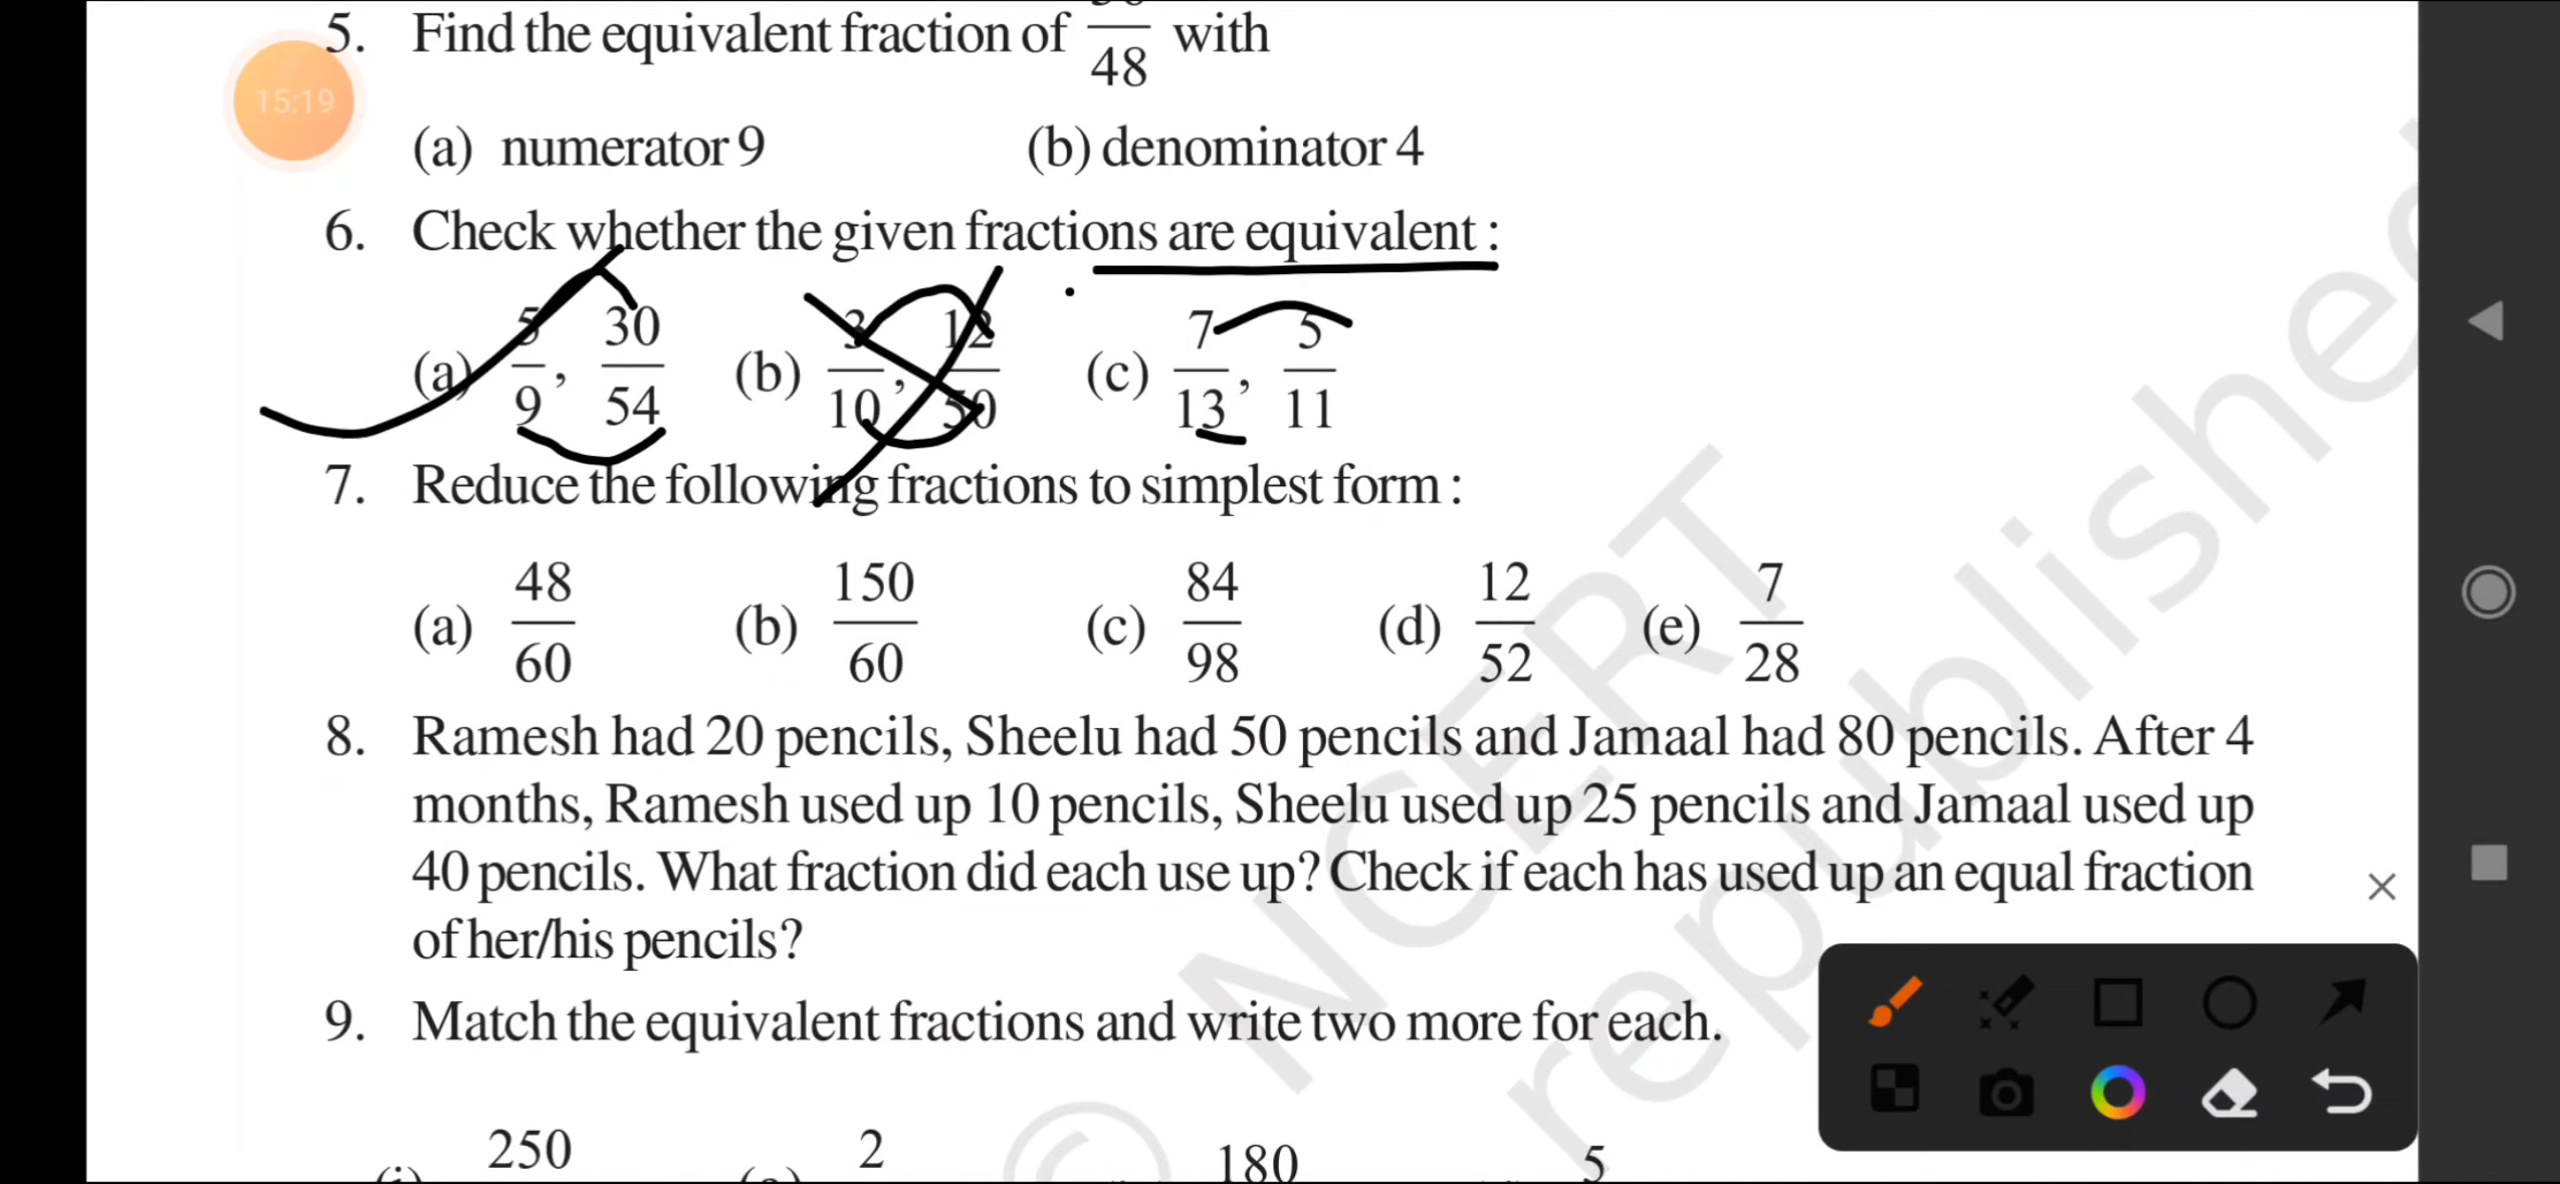 5. Find the equivalent fraction of /48 with
15:19
(a) numerator 9 (b) denominator 4
6. Check whether the given fractions are equivalent :
(a) 5/9, 30/54 (b) 3/10, 12/50 (c) 7/13, 5/11
7. Reduce the following fractions to simplest form :
(a) 48/60 (b) 150/60 (c) 84/98 (d) 12/52 (e) 7/28
8. Ramesh had 20 pencils, Sheelu had 50 pencils and Jamaal had 80 pencils. After 4
months, Ramesh used up 10 pencils, Sheelu used up 25 pencils and Jamaal used up
40 pencils. What fraction did each use up? Check if each has used up an equal fraction
of her/his pencils?
9. Match the equivalent fractions and write two more for each.
250 2 180 5
© NCERT
republished